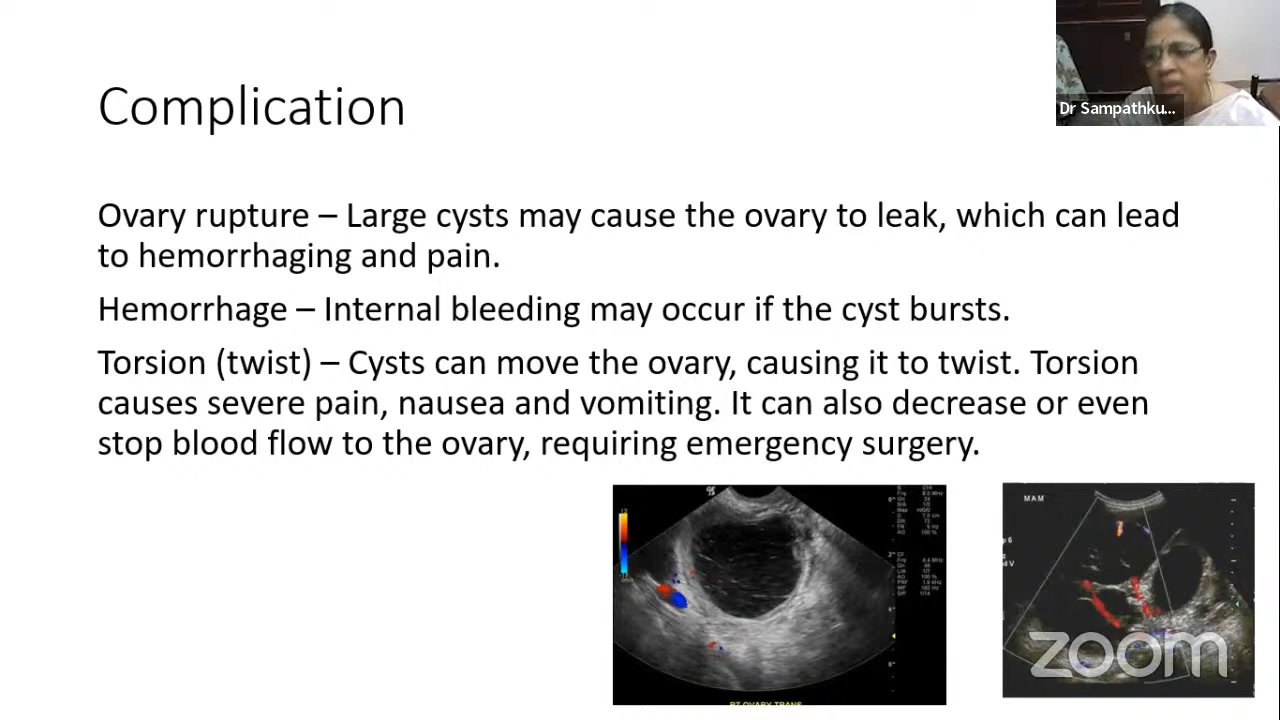 Dr Sampathku...
Complication
Ovary rupture – Large cysts may cause the ovary to leak, which can lead
to hemorrhaging and pain.
Hemorrhage – Internal bleeding may occur if the cyst bursts.
Torsion (twist) – Cysts can move the ovary, causing it to twist. Torsion
causes severe pain, nausea and vomiting. It can also decrease or even
stop blood flow to the ovary, requiring emergency surgery.
RT OVARY TRANS
MAM
zoom